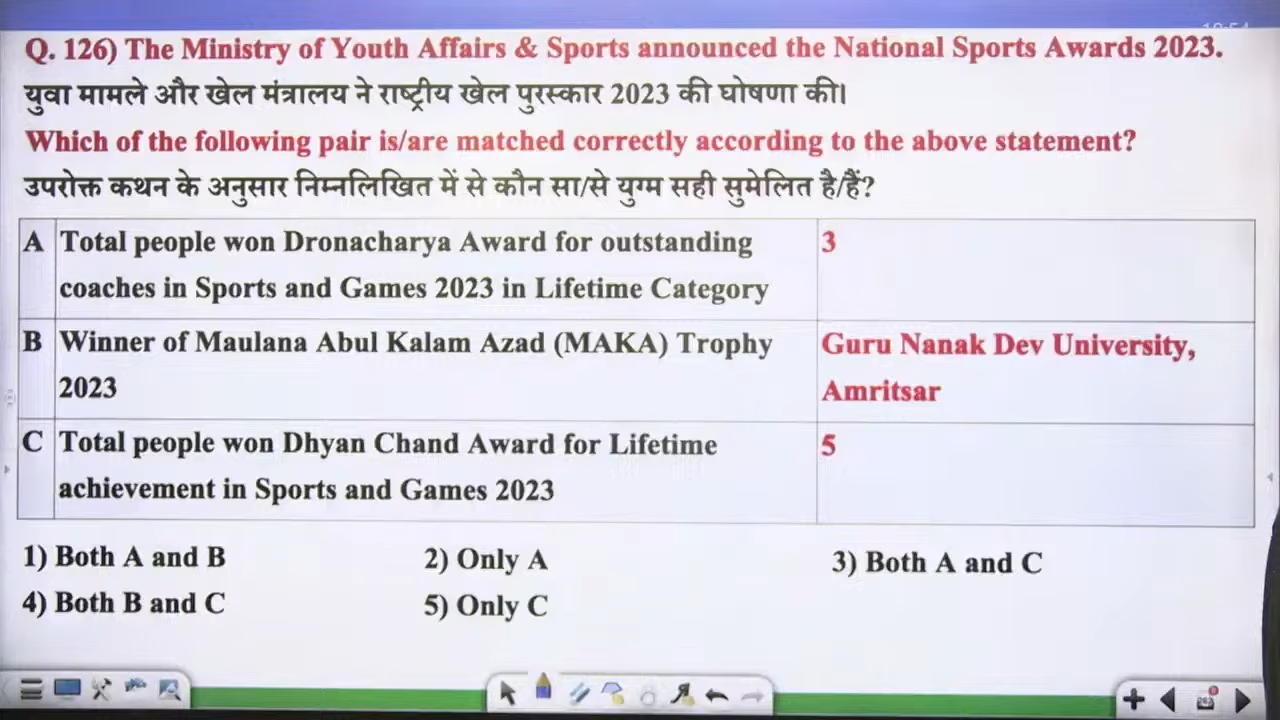 Q. 126) The Ministry of Youth Affairs & Sports announced the National Sports Awards 2023.
युवा मामले और खेल मंत्रालय ने राष्ट्रीय खेल पुरस्कार 2023 की घोषणा की।
Which of the following pair is/are matched correctly according to the above statement?
उपरोक्त कथन के अनुसार निम्नलिखित में से कौन सा/से युग्म सही सुमेलित है/हैं?
A Total people won Dronacharya Award for outstanding 3
coaches in Sports and Games 2023 in Lifetime Category
B Winner of Maulana Abul Kalam Azad (MAKA) Trophy Guru Nanak Dev University,
2023 Amritsar
C Total people won Dhyan Chand Award for Lifetime 5
achievement in Sports and Games 2023
1) Both A and B 2) Only A 3) Both A and C
4) Both B and C 5) Only C